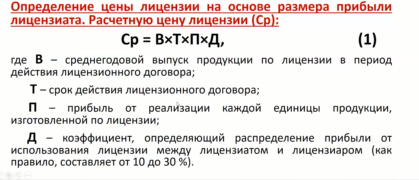 Определение цены лицензии на основе размера прибыли
лицензиата. Расчетную цену лицензии (Ср):
Ср = В×Т×П×Д, (1)
где В – среднегодовой выпуск продукции по лицензии в период
действия лицензионного договора;
Т – срок действия лицензионного договора;
П – прибыль от реализации каждой единицы продукции,
изготовленной по лицензии;
Д – коэффициент, определяющий распределение прибыли от
использования лицензии между лицензиатом и лицензиаром (как
правило, составляет от 10 до 30 %).